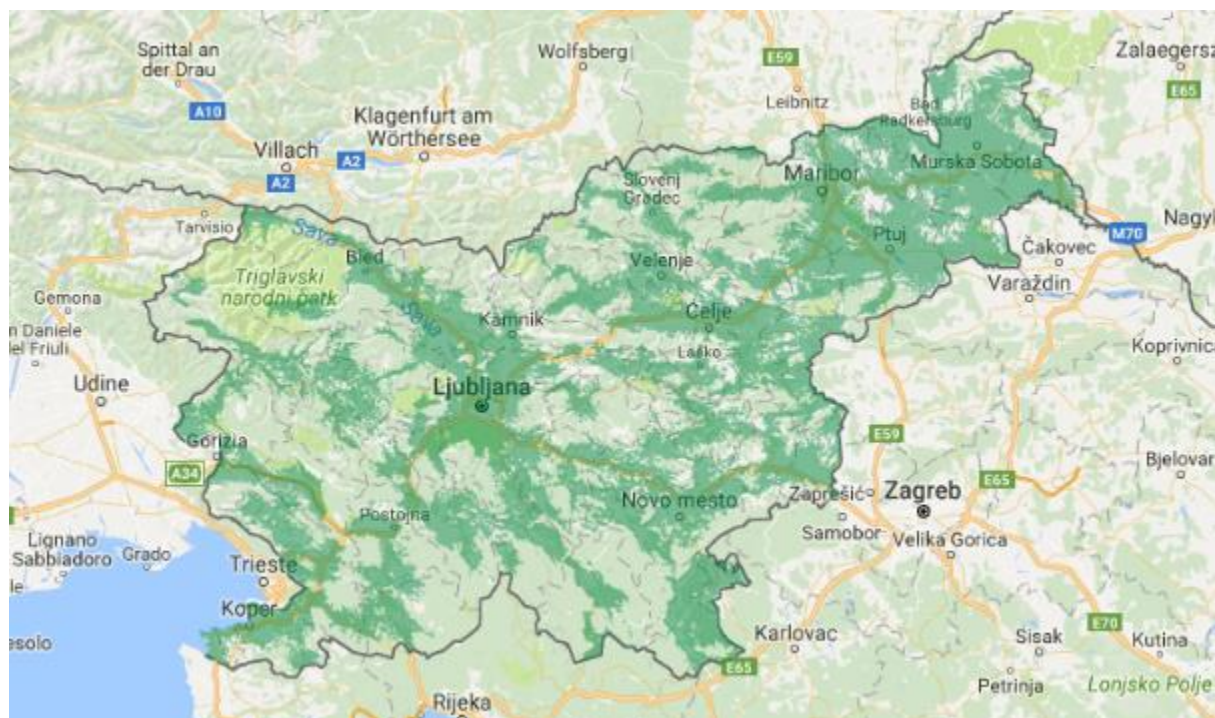 Spittal an
der Drau
Wolfsberg
E59
Zalaegersz
E65
A10
Leibnitz
Bad
Radkersburg
Klagenfurt am
Wörthersee
Villach
A2
A2
Murska Sobota
Maribor
Slovenj
Gradec
Tarvisio
Sava
Nagyk
M70
Ptuj
Čakovec
Bled
Velenje
Triglavski
narodni park
Varaždin
Gemona
Sava
Kamnik
Celje
n Daniele
el Friuli
Laško
Koprivnica
Udine
Ljubljana
E59
Gorizia
A34
E65
Bjelovar
Novo mesto
Zaprešić
Zagreb
Postojna
Samobor
Velika Gorica
Lignano
Sabbiadoro
Grado
Trieste
le
Koper
E70
esolo
Karlovac
Sisak
Kutina
E65
Petrinja
Lonjsko Polje
Rijeka